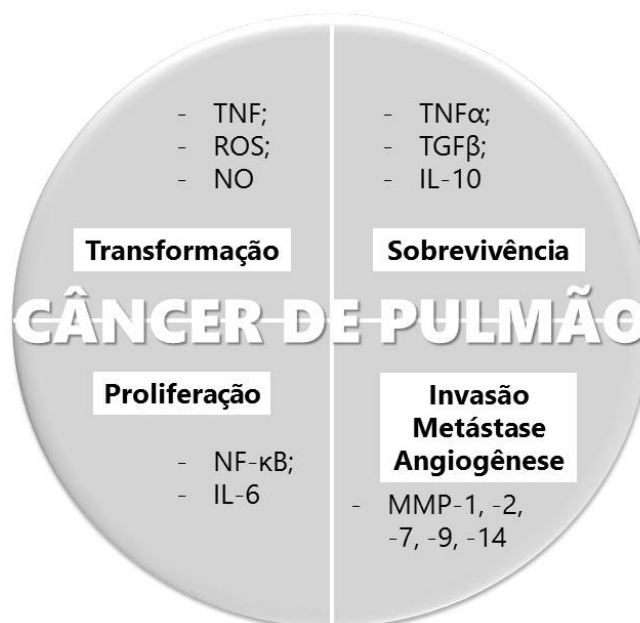 - TNF;
- ROS;
- NO
Transformação
- TNFα;
- TGFβ;
- IL-10
Sobrevivência
CÂNCER DE PULMÃO
Proliferação
- NF-κB;
- IL-6
Invasão
Metástase
Angiogênese
- MMP-1, -2,
-7, -9, -14